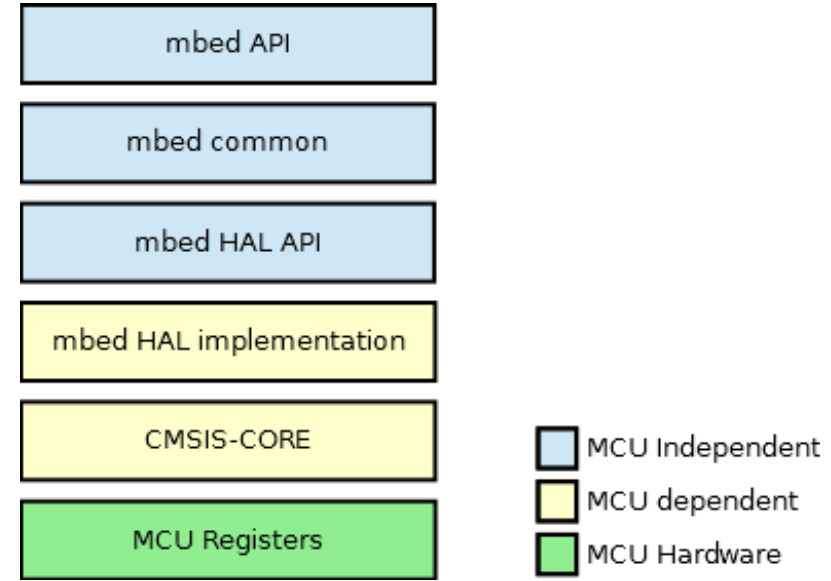 mbed API
mbed common
mbed HAL API
mbed HAL implementation
CMSIS-CORE
MCU Registers
MCU Independent
MCU dependent
MCU Hardware